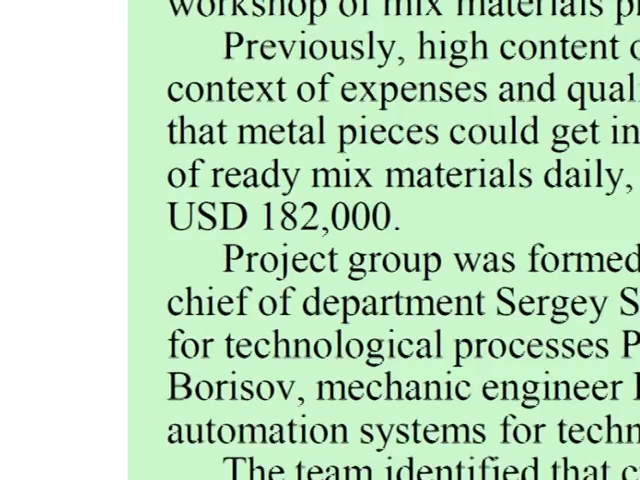 workshop of mix materials
Previously, high content
context of expenses and
that metal pieces could get in
of ready mix materials daily,
USD 182,000.
Project group was formed
chief of department Sergey
for technological processes
Borisov, mechanic engineer
automation systems for
The team identified that